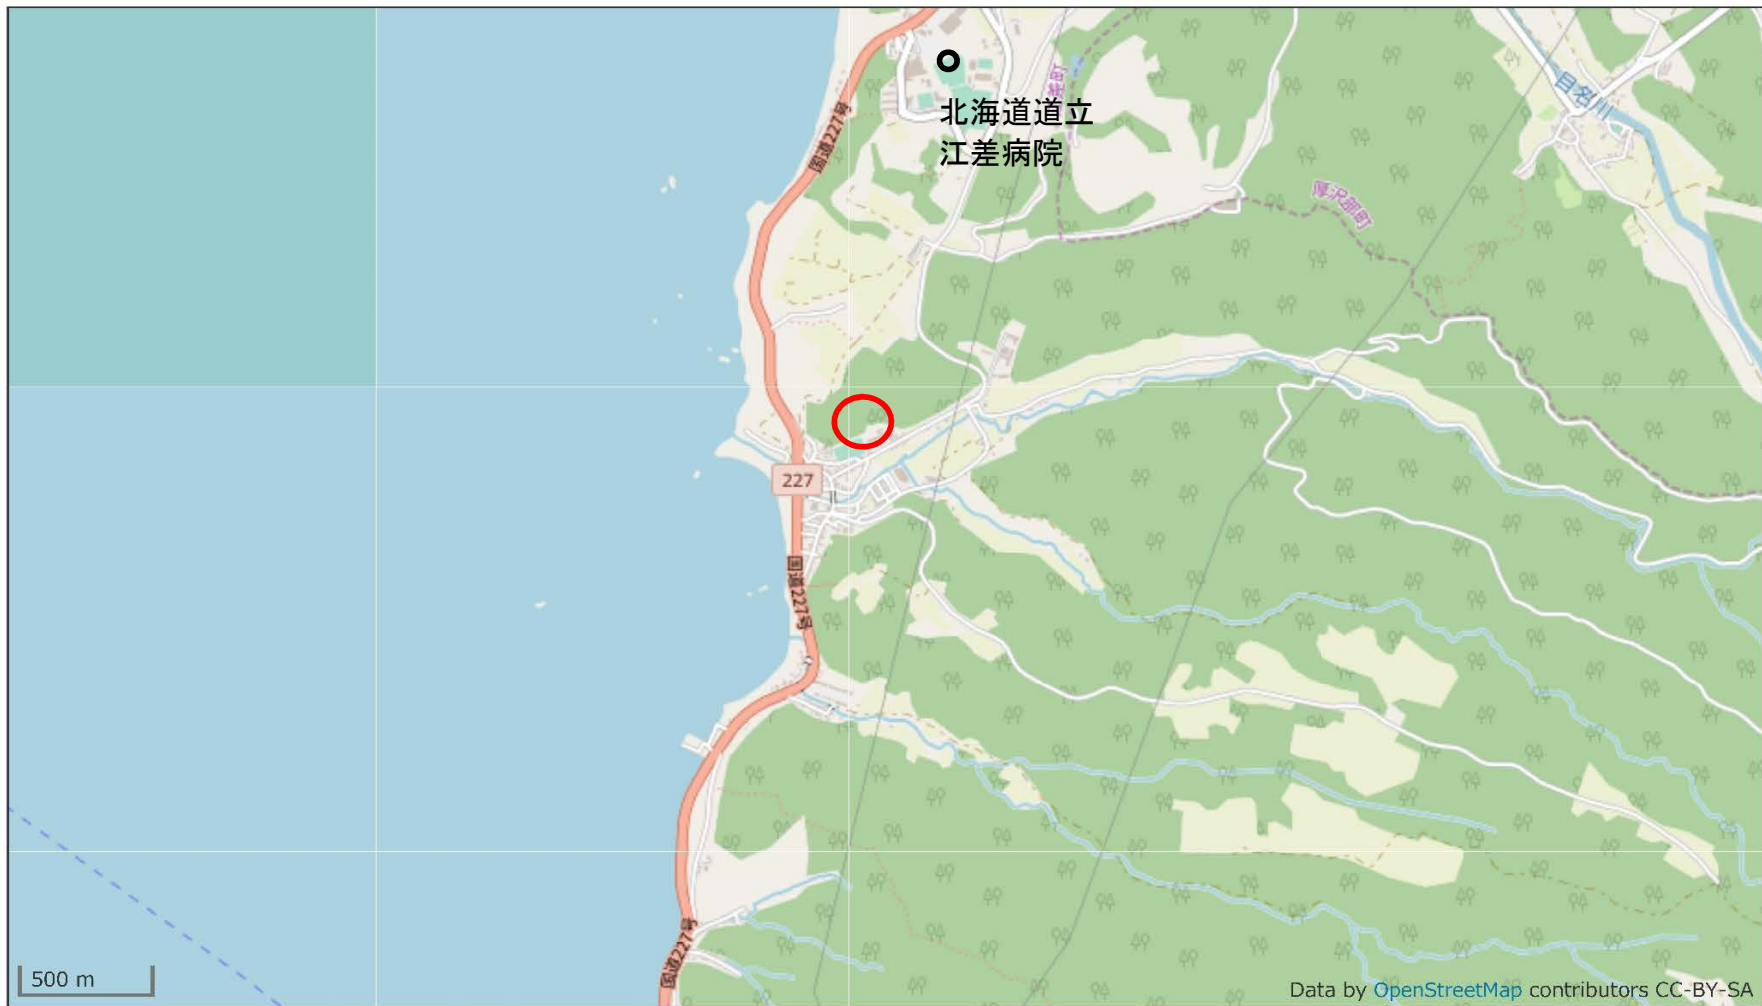 北海道道立
江差病院
国道227号
目名川
厚沢部町
227
国道227号
国道227号
500 m
Data by OpenStreetMap contributors CC-BY-SA